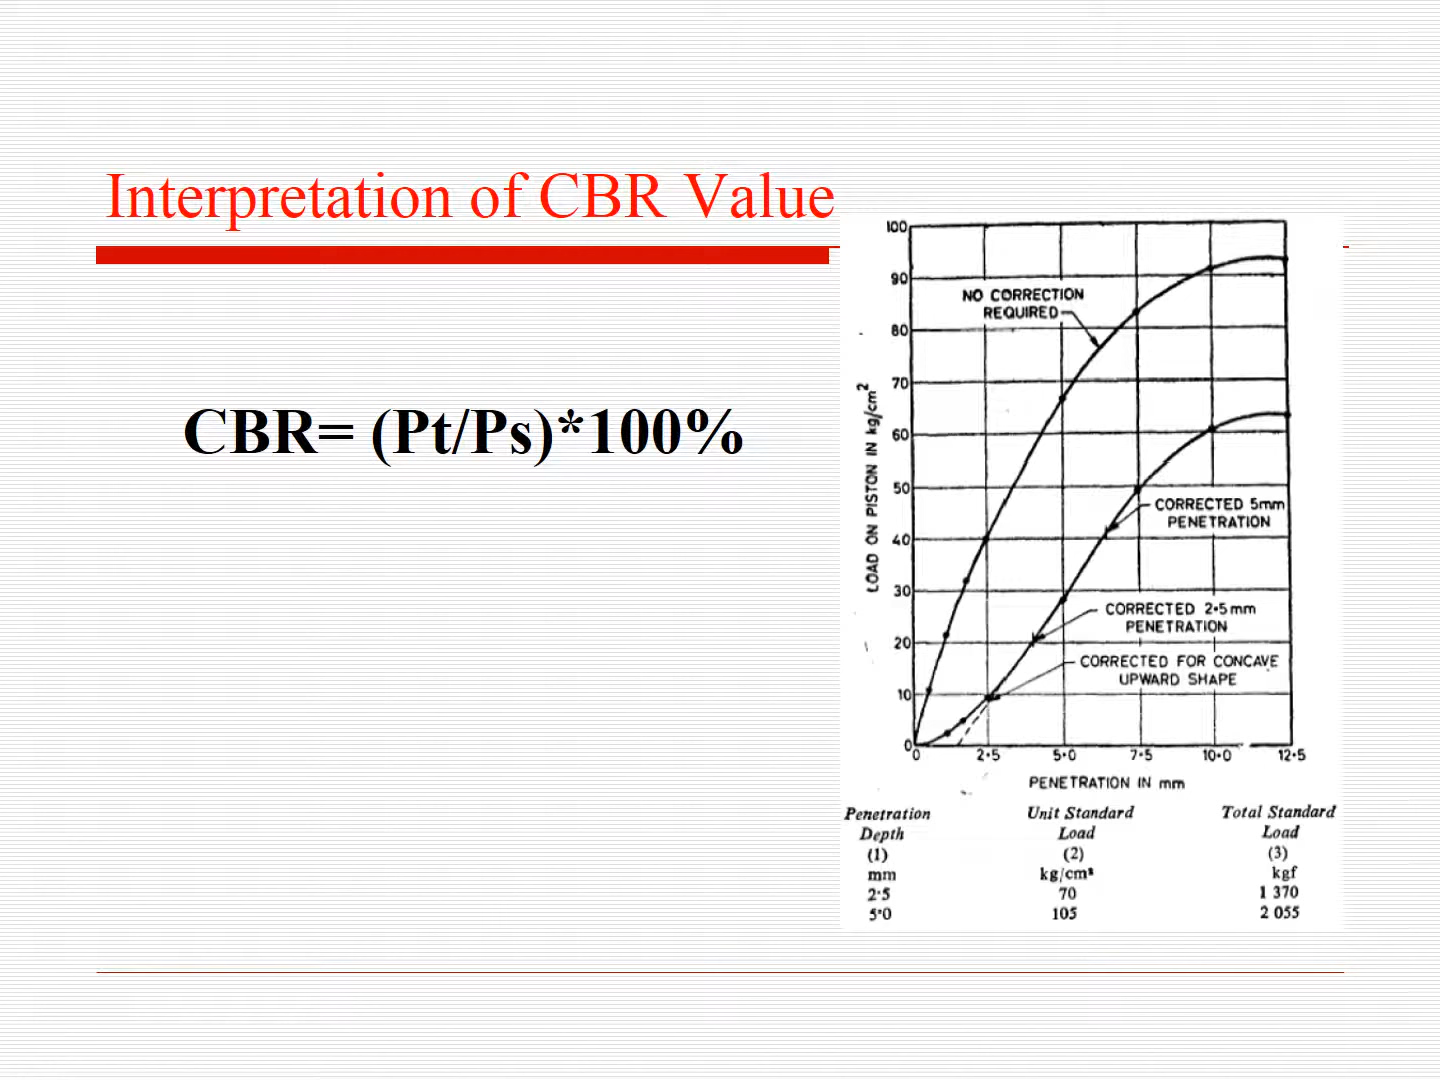 Interpretation of CBR Value
CBR= (Pt/Ps)*100%
LOAD ON PISTON IN kg/cm²
100
90
80
70
60
50
40
30
20
10
0
NO CORRECTION
REQUIRED
CORRECTED 5mm
PENETRATION
CORRECTED 2·5mm
PENETRATION
CORRECTED FOR CONCAVE
UPWARD SHAPE
0 2·5 5·0 7·5 10·0 12·5
PENETRATION IN mm
Penetration Unit Standard Total Standard
Depth Load Load
(1) (2) (3)
mm kg/cm² kgf
2·5 70 1 370
5·0 105 2 055